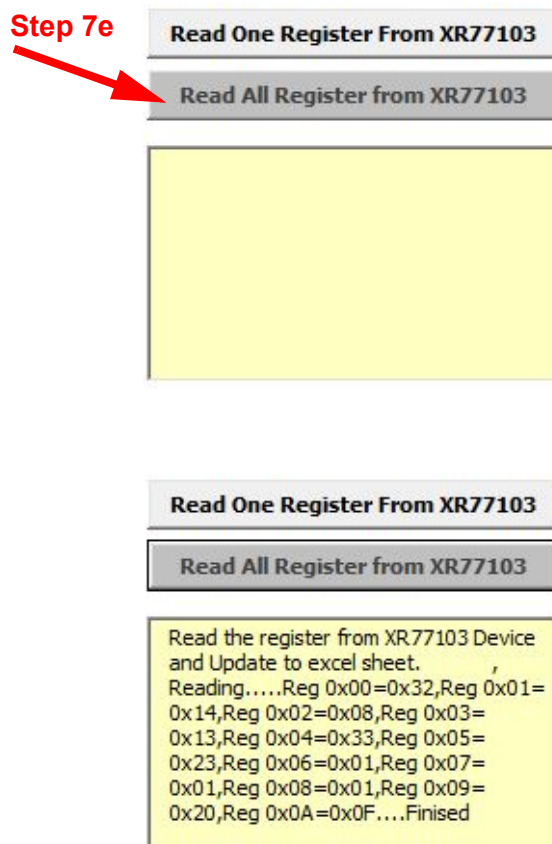 Step 7e
Read One Register From XR77103
Read All Register from XR77103
Read One Register From XR77103
Read All Register from XR77103
Read the register from XR77103 Device
and Update to excel sheet. ,
Reading.....Reg 0x00=0x32,Reg 0x01=
0x14,Reg 0x02=0x08,Reg 0x03=
0x13,Reg 0x04=0x33,Reg 0x05=
0x23,Reg 0x06=0x01,Reg 0x07=
0x01,Reg 0x08=0x01,Reg 0x09=
0x20,Reg 0x0A=0x0F....Finised